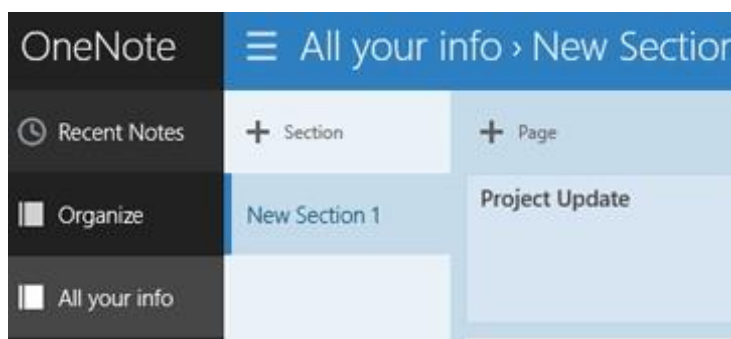 OneNote
All your info › New Section
Recent Notes
+ Section
+ Page
Organize
New Section 1
Project Update
All your info